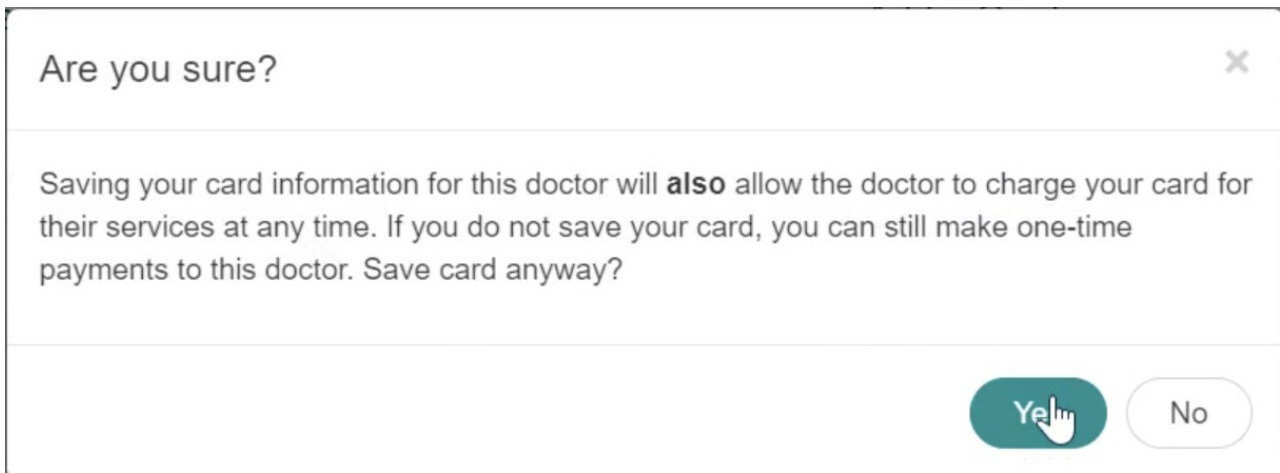 Are you sure?
×
Saving your card information for this doctor will also allow the doctor to charge your card for
their services at any time. If you do not save your card, you can still make one-time
payments to this doctor. Save card anyway?
Ye
No